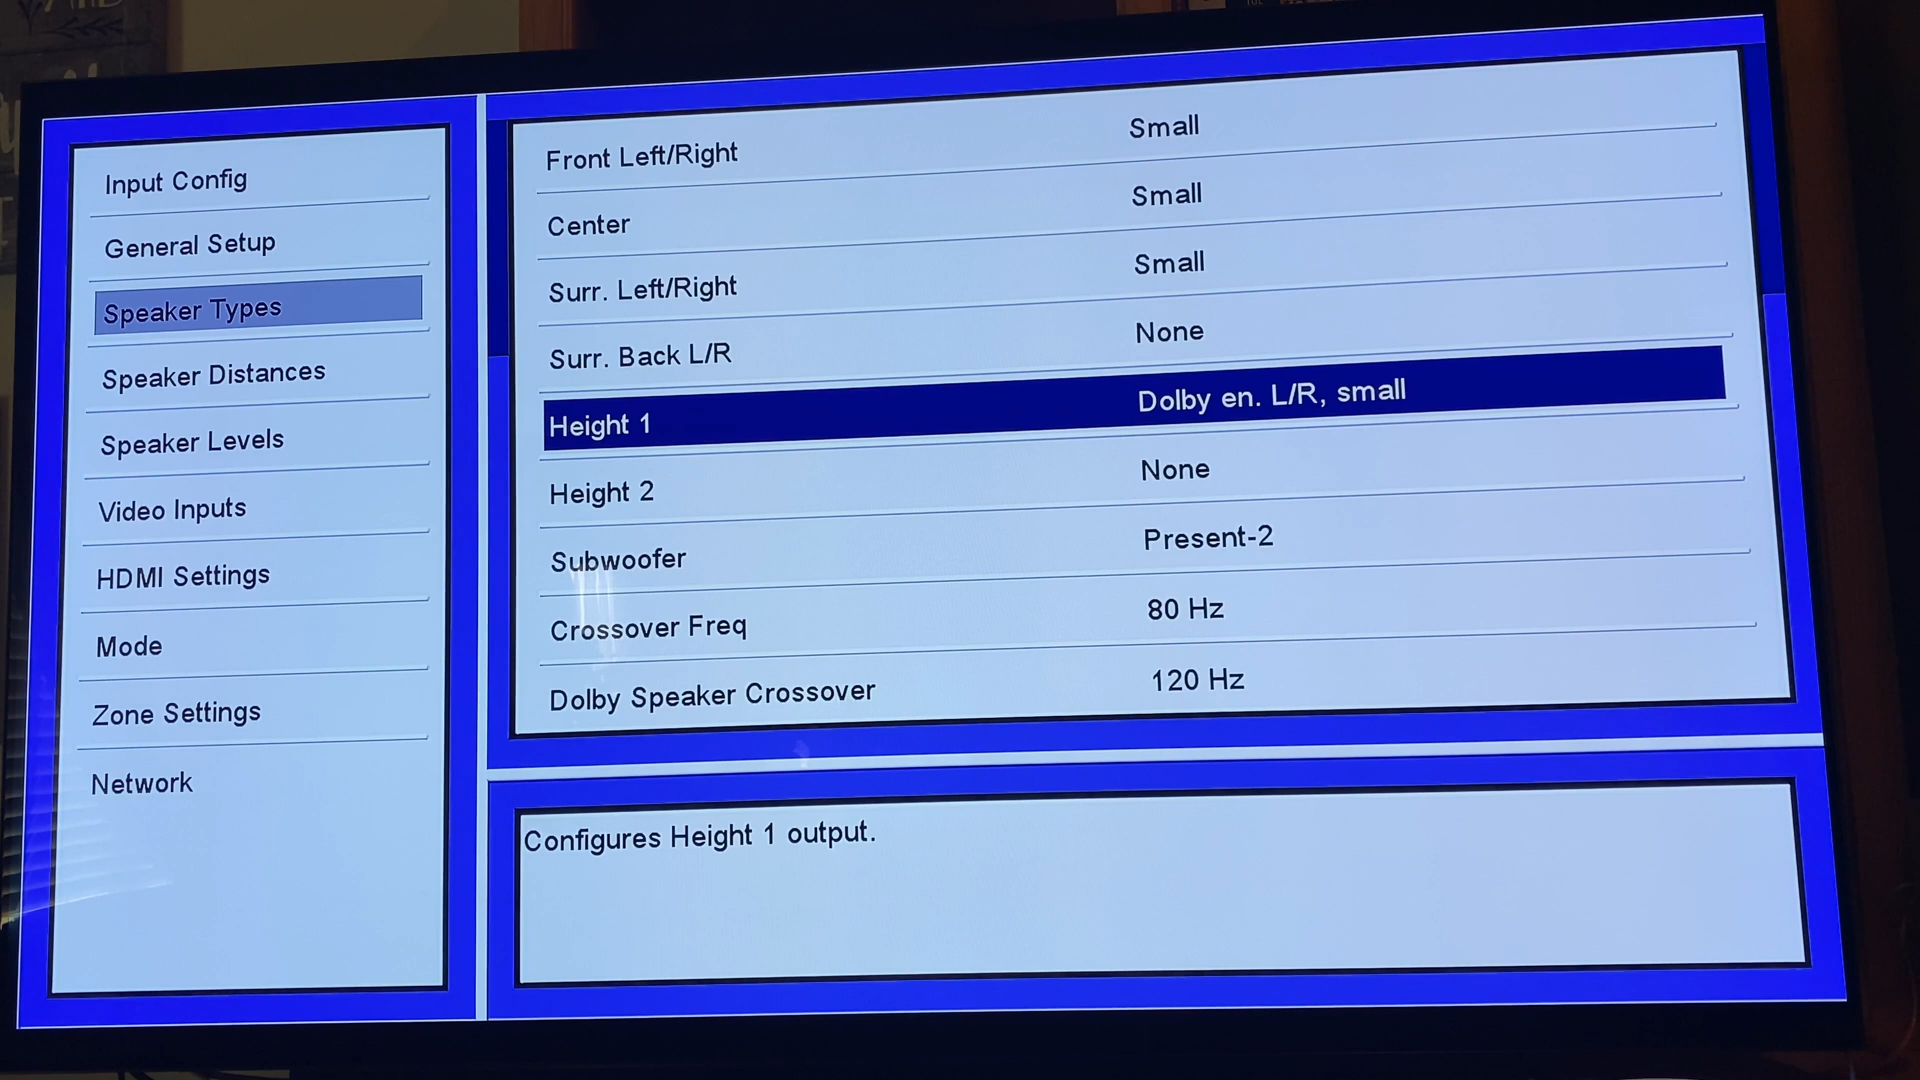 Input Config
General Setup
Speaker Types
Speaker Distances
Speaker Levels
Video Inputs
HDMI Settings
Mode
Zone Settings
Network
Front Left/Right Small
Center Small
Surr. Left/Right Small
Surr. Back L/R None
Height 1 Dolby en. L/R, small
Height 2 None
Subwoofer Present-2
Crossover Freq 80 Hz
Dolby Speaker Crossover 120 Hz
Configures Height 1 output.